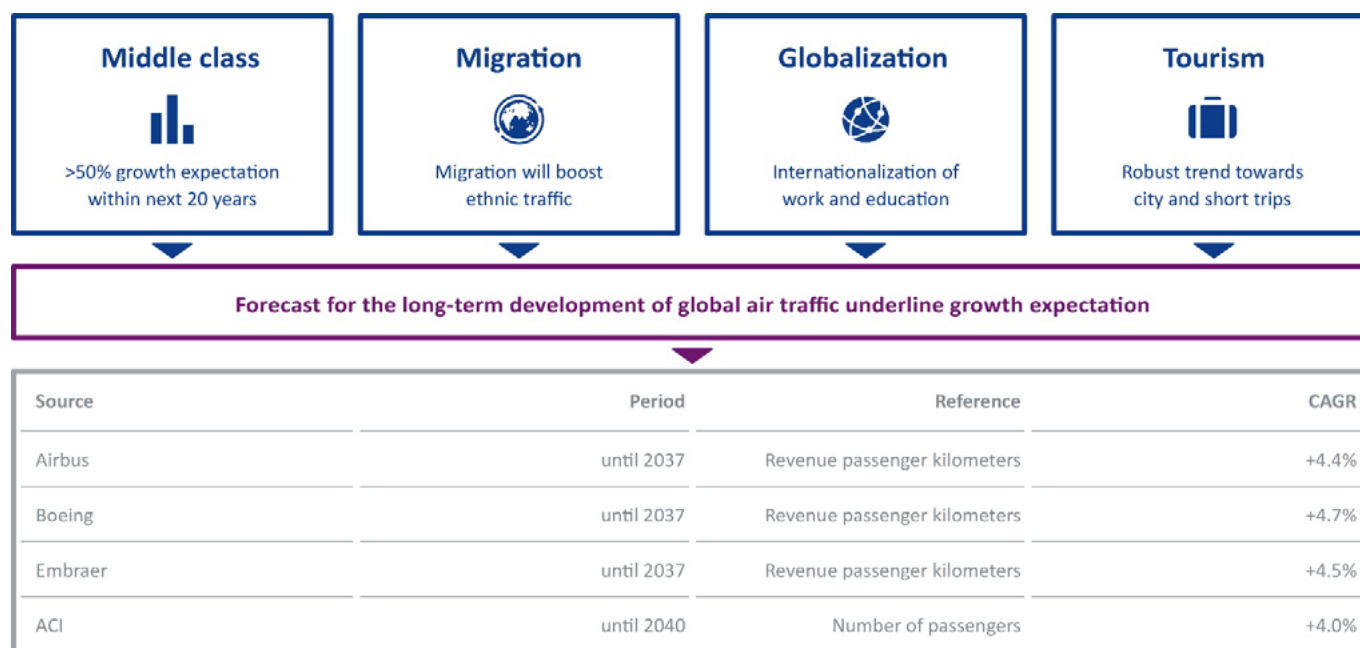 Middle class
>50% growth expectation
within next 20 years
Migration
Migration will boost
ethnic traffic
Globalization
Internationalization of
work and education
Tourism
Robust trend towards
city and short trips
Forecast for the long-term development of global air traffic underline growth expectation
Source Period Reference CAGR
Airbus until 2037 Revenue passenger kilometers +4.4%
Boeing until 2037 Revenue passenger kilometers +4.7%
Embraer until 2037 Revenue passenger kilometers +4.5%
ACI until 2040 Number of passengers +4.0%